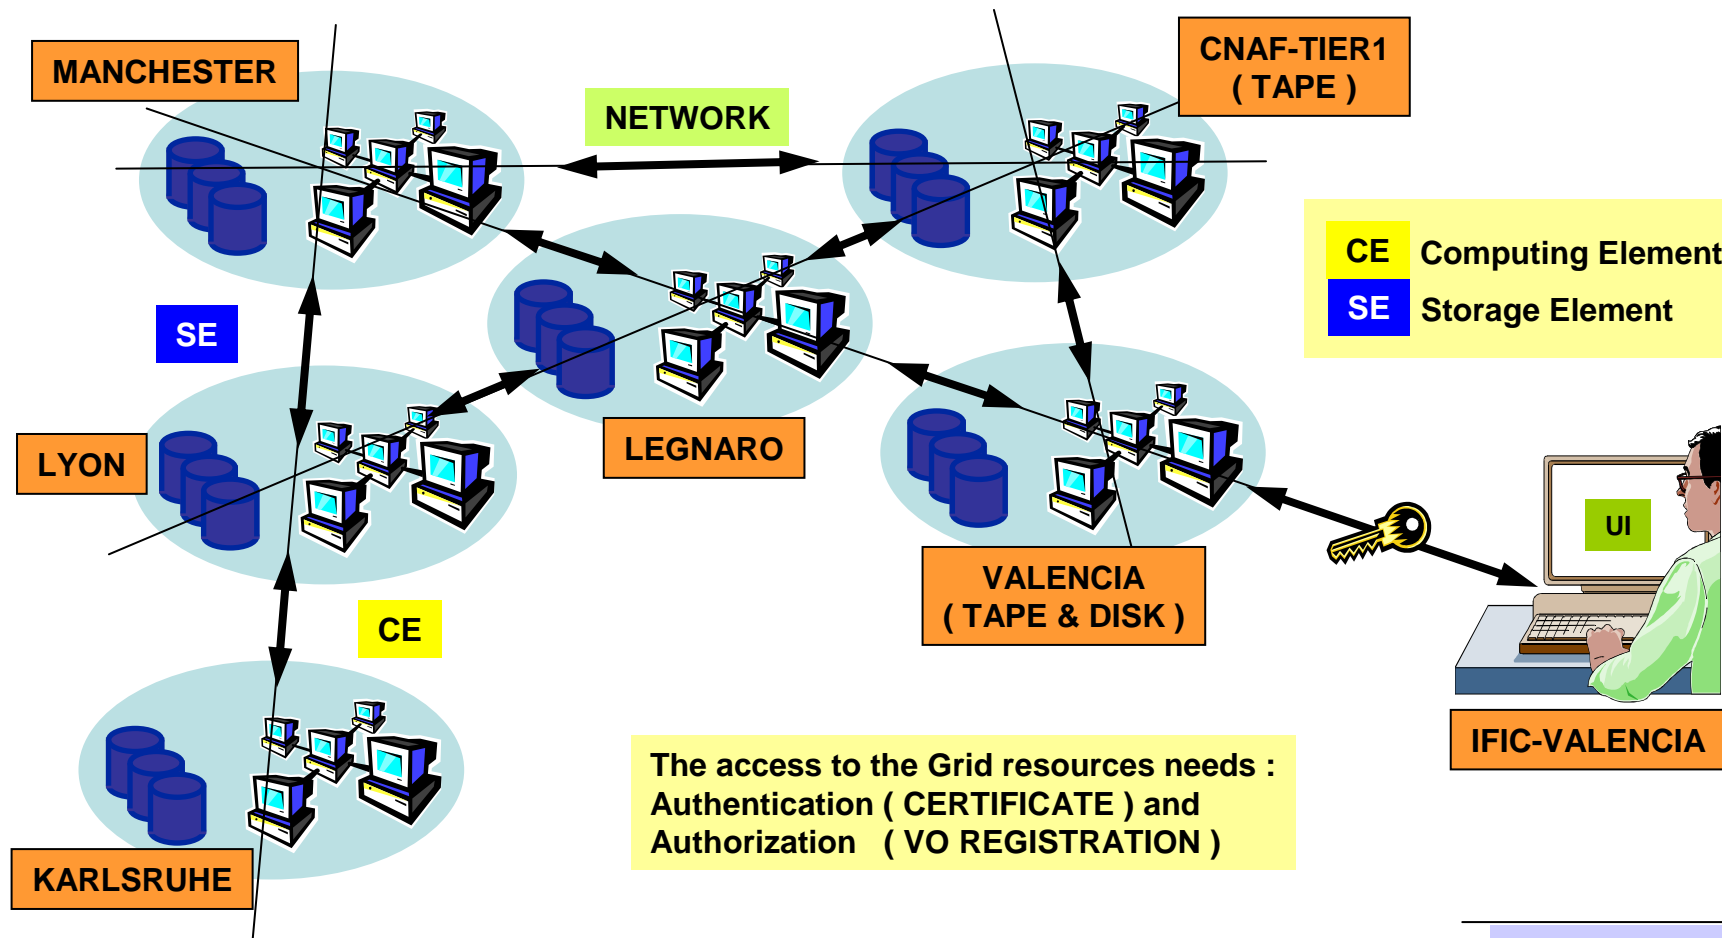 MANCHESTER
NETWORK
CNAF-TIER1
( TAPE )
CE Computing Element
SE Storage Element
SE
LYON
LEGNARO
UI
VALENCIA
( TAPE & DISK )
CE
IFIC-VALENCIA
The access to the Grid resources needs :
Authentication ( CERTIFICATE ) and
Authorization ( VO REGISTRATION )
KARLSRUHE